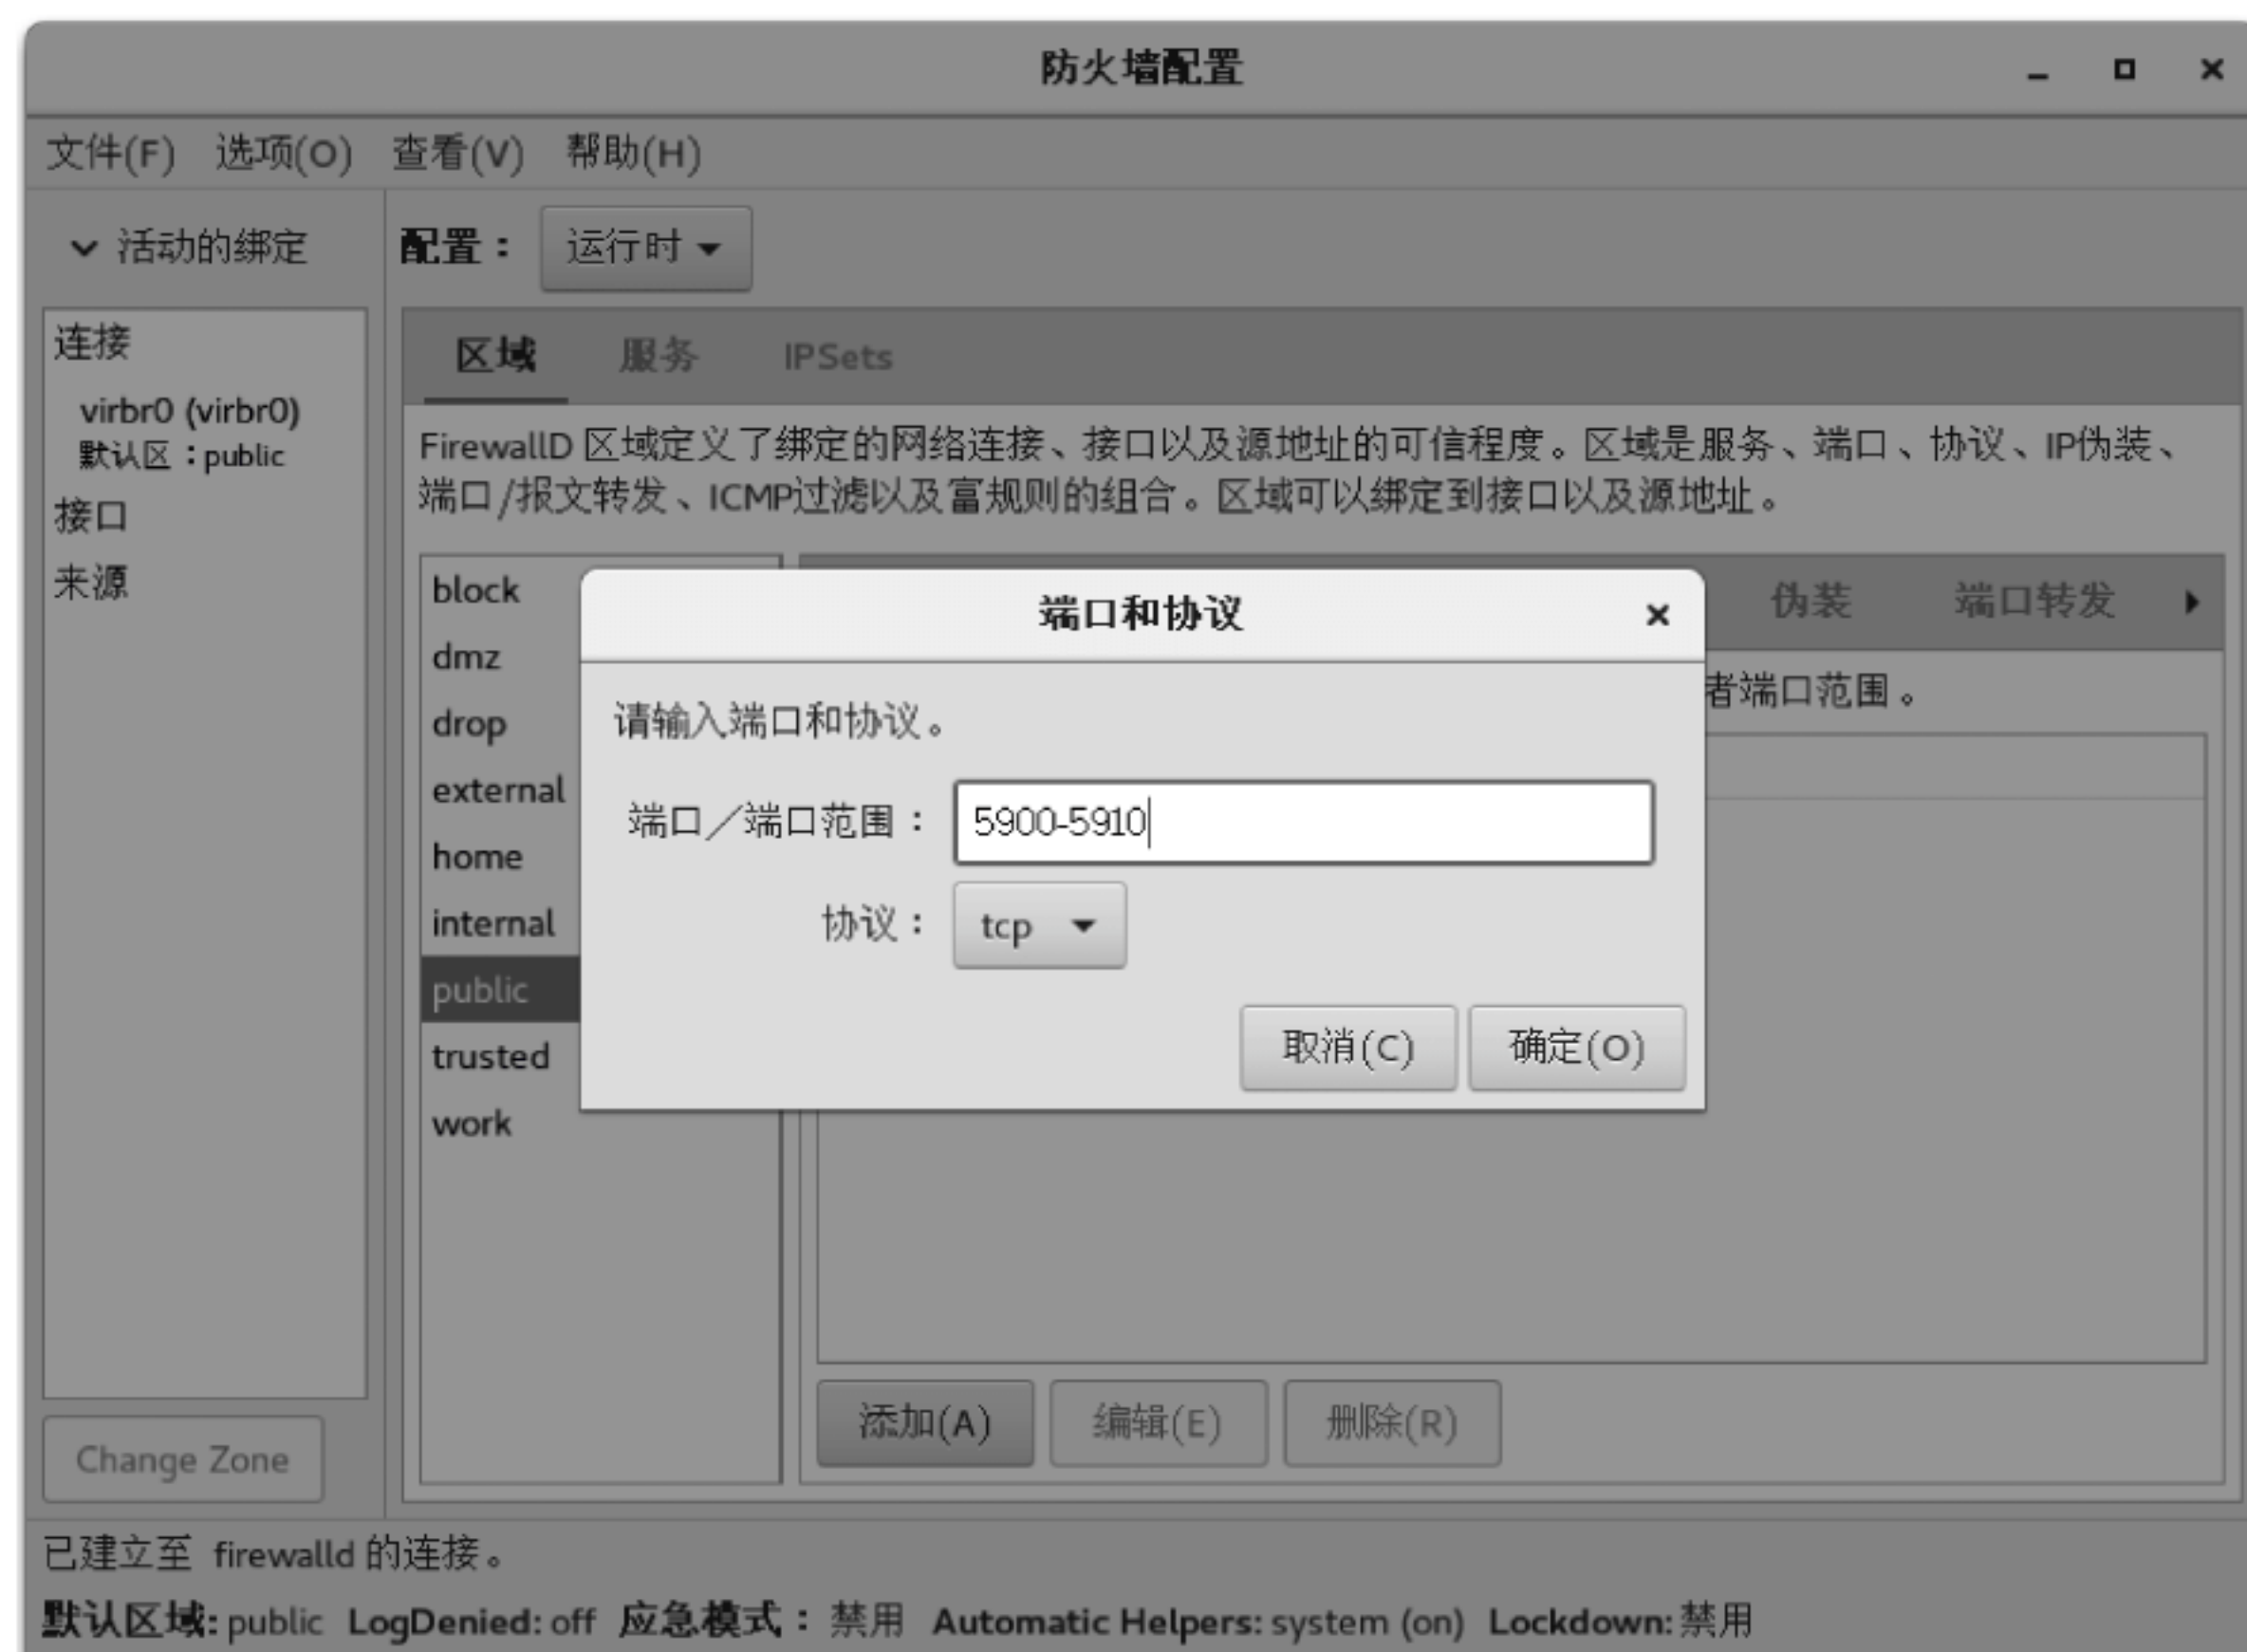 防火墙配置
文件(F) 选项(O) 查看(V) 帮助(H)
活动的绑定
配置： 运行时
连接
virbr0 (virbr0)
默认区：public
接口
来源
Change Zone
区域 服务 IPSets
FirewallD 区域定义了绑定的网络连接、接口以及源地址的可信程度。区域是服务、端口、协议、IP伪装、
端口/报文转发、ICMP过滤以及富规则的组合。区域可以绑定到接口以及源地址。
block
dmz
drop
external
home
internal
public
trusted
work
伪装 端口转发
者端口范围。
端口和协议
请输入端口和协议。
端口／端口范围： 5900-5910
协议： tcp
取消(C) 确定(O)
添加(A) 编辑(E) 删除(R)
已建立至 firewalld 的连接。
默认区域: public LogDenied: off 应急模式： 禁用 Automatic Helpers: system (on) Lockdown: 禁用